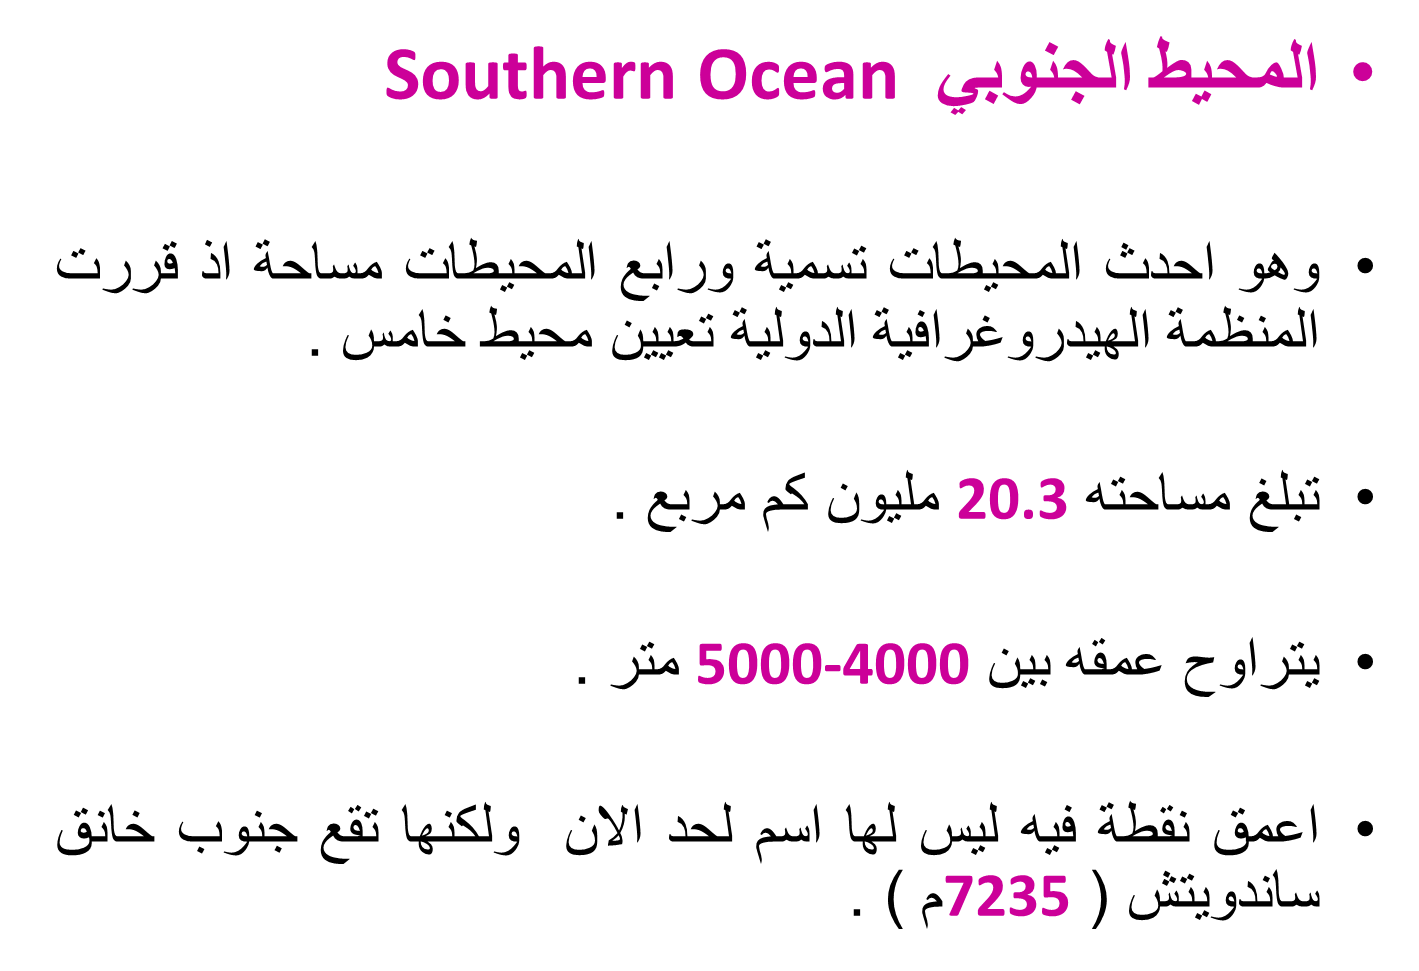 • المحيط الجنوبي Southern Ocean
• وهو احدث المحيطات تسمية ورابع المحيطات مساحة اذ قررت
المنظمة الهيدروغرافية الدولية تعيين محيط خامس .
• تبلغ مساحته 20.3 مليون كم مربع .
• يتراوح عمقه بين 4000-5000 متر .
• اعمق نقطة فيه ليس لها اسم لحد الان ولكنها تقع جنوب خانق
ساندويتش ( 7235م ) .